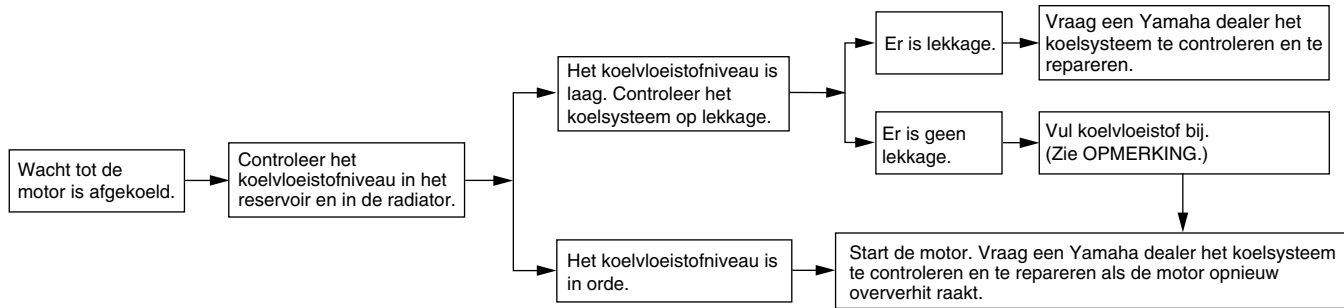 Wacht tot de
motor is afgekoeld.
Controleer het
koelvloeistofniveau in het
reservoir en in de radiator.
Het koelvloeistofniveau is
laag. Controleer het
koelsysteem op lekkage.
Er is lekkage.
Vraag een Yamaha dealer het
koelsysteem te controleren en te
repareren.
Er is geen
lekkage.
Vul koelvloeistof bij.
(Zie OPMERKING.)
Het koelvloeistofniveau is
in orde.
Start de motor. Vraag een Yamaha dealer het koelsysteem
te controleren en te repareren als de motor opnieuw
oververhit raakt.